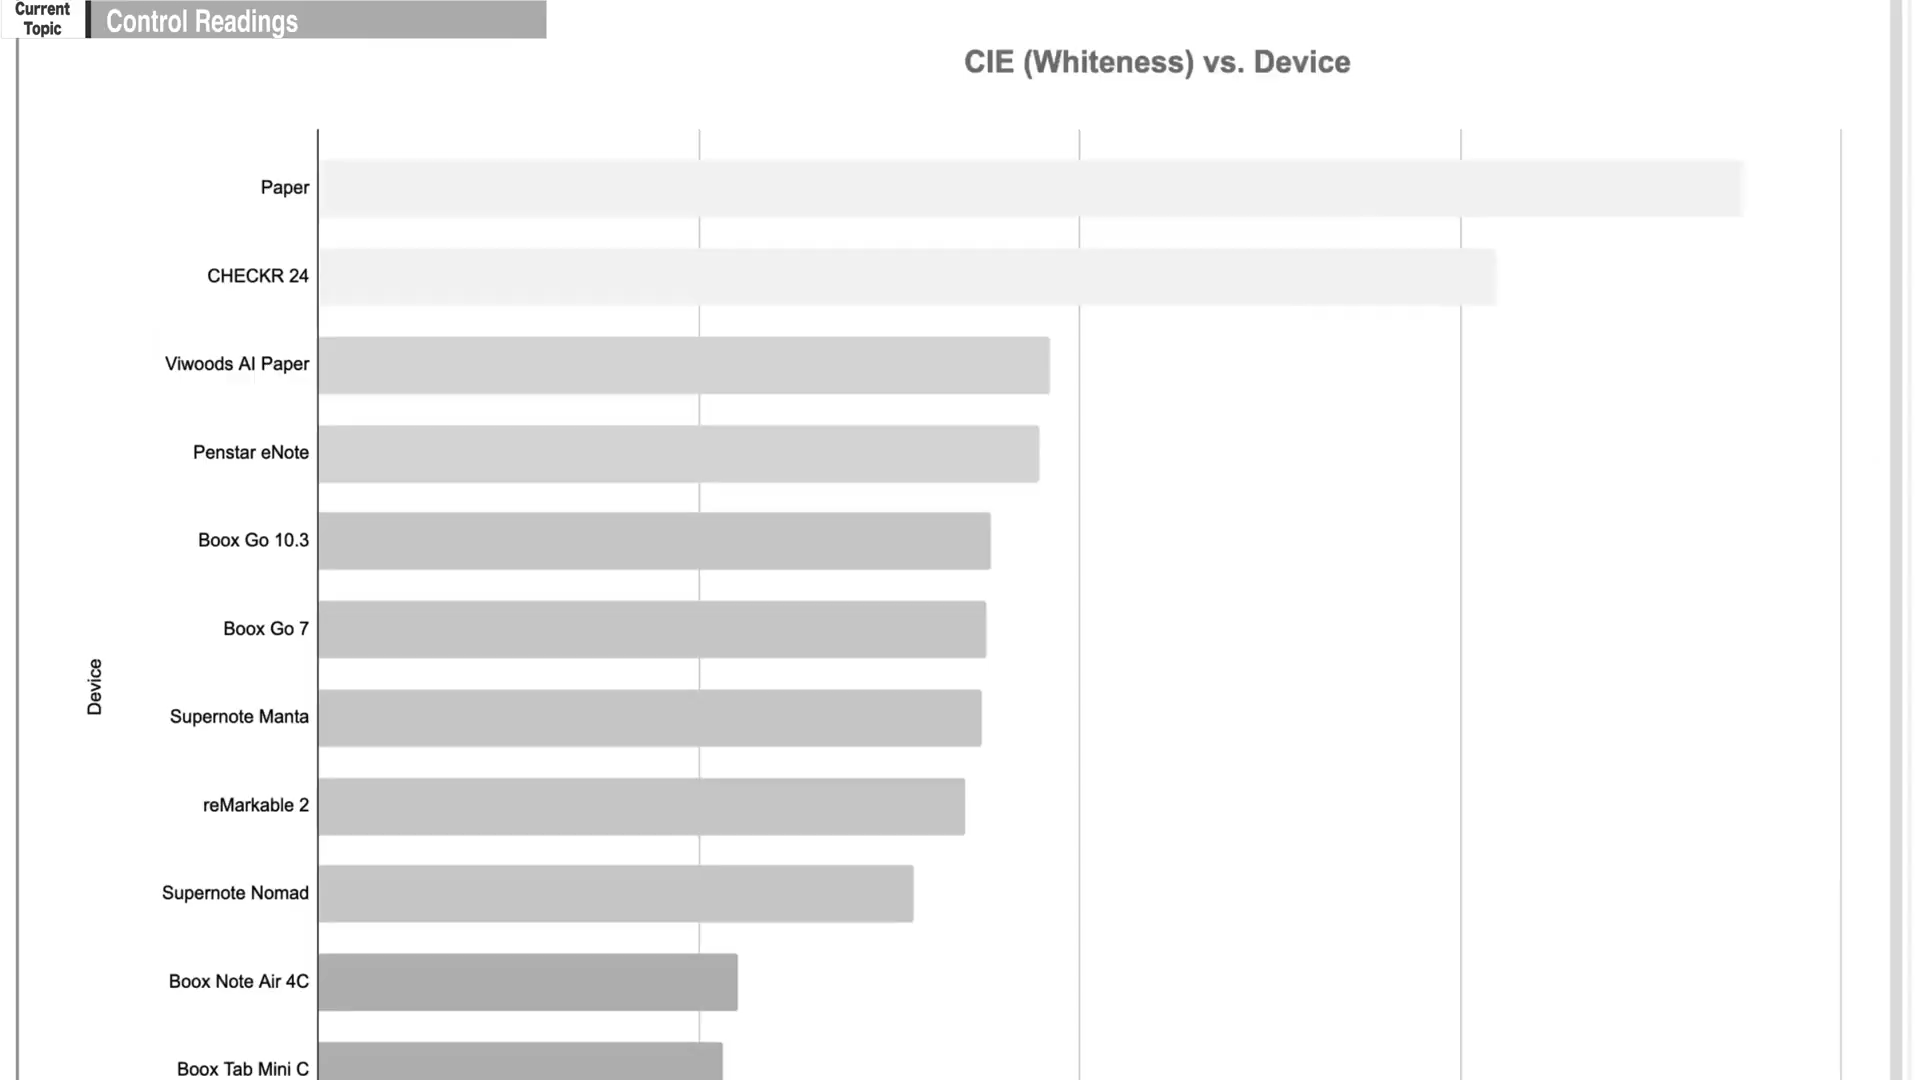 Current
Topic
Control Readings
CIE (Whiteness) vs. Device
Paper
CHECKR 24
Viwoods AI Paper
Penstar eNote
Boox Go 10.3
Boox Go 7
Supernote Manta
reMarkable 2
Supernote Nomad
Boox Note Air 4C
Boox Tab Mini C
Device